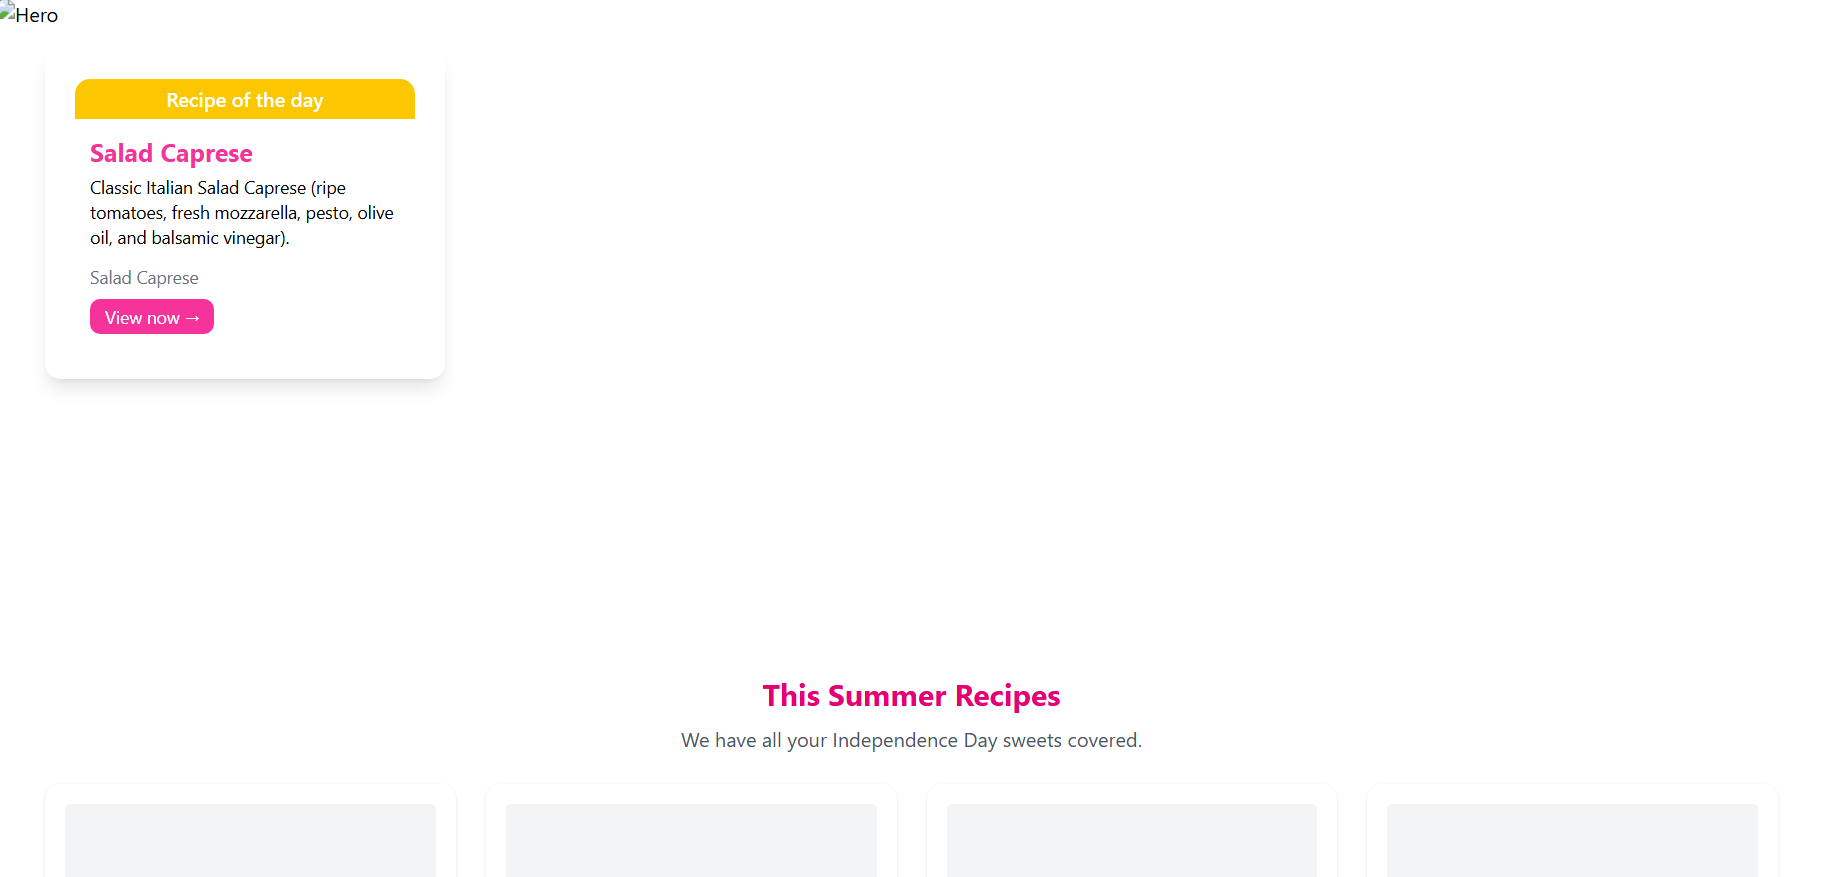 Hero
Recipe of the day
Salad Caprese
Classic Italian Salad Caprese (ripe
tomatoes, fresh mozzarella, pesto, olive
oil, and balsamic vinegar).
Salad Caprese
View now →
This Summer Recipes
We have all your Independence Day sweets covered.